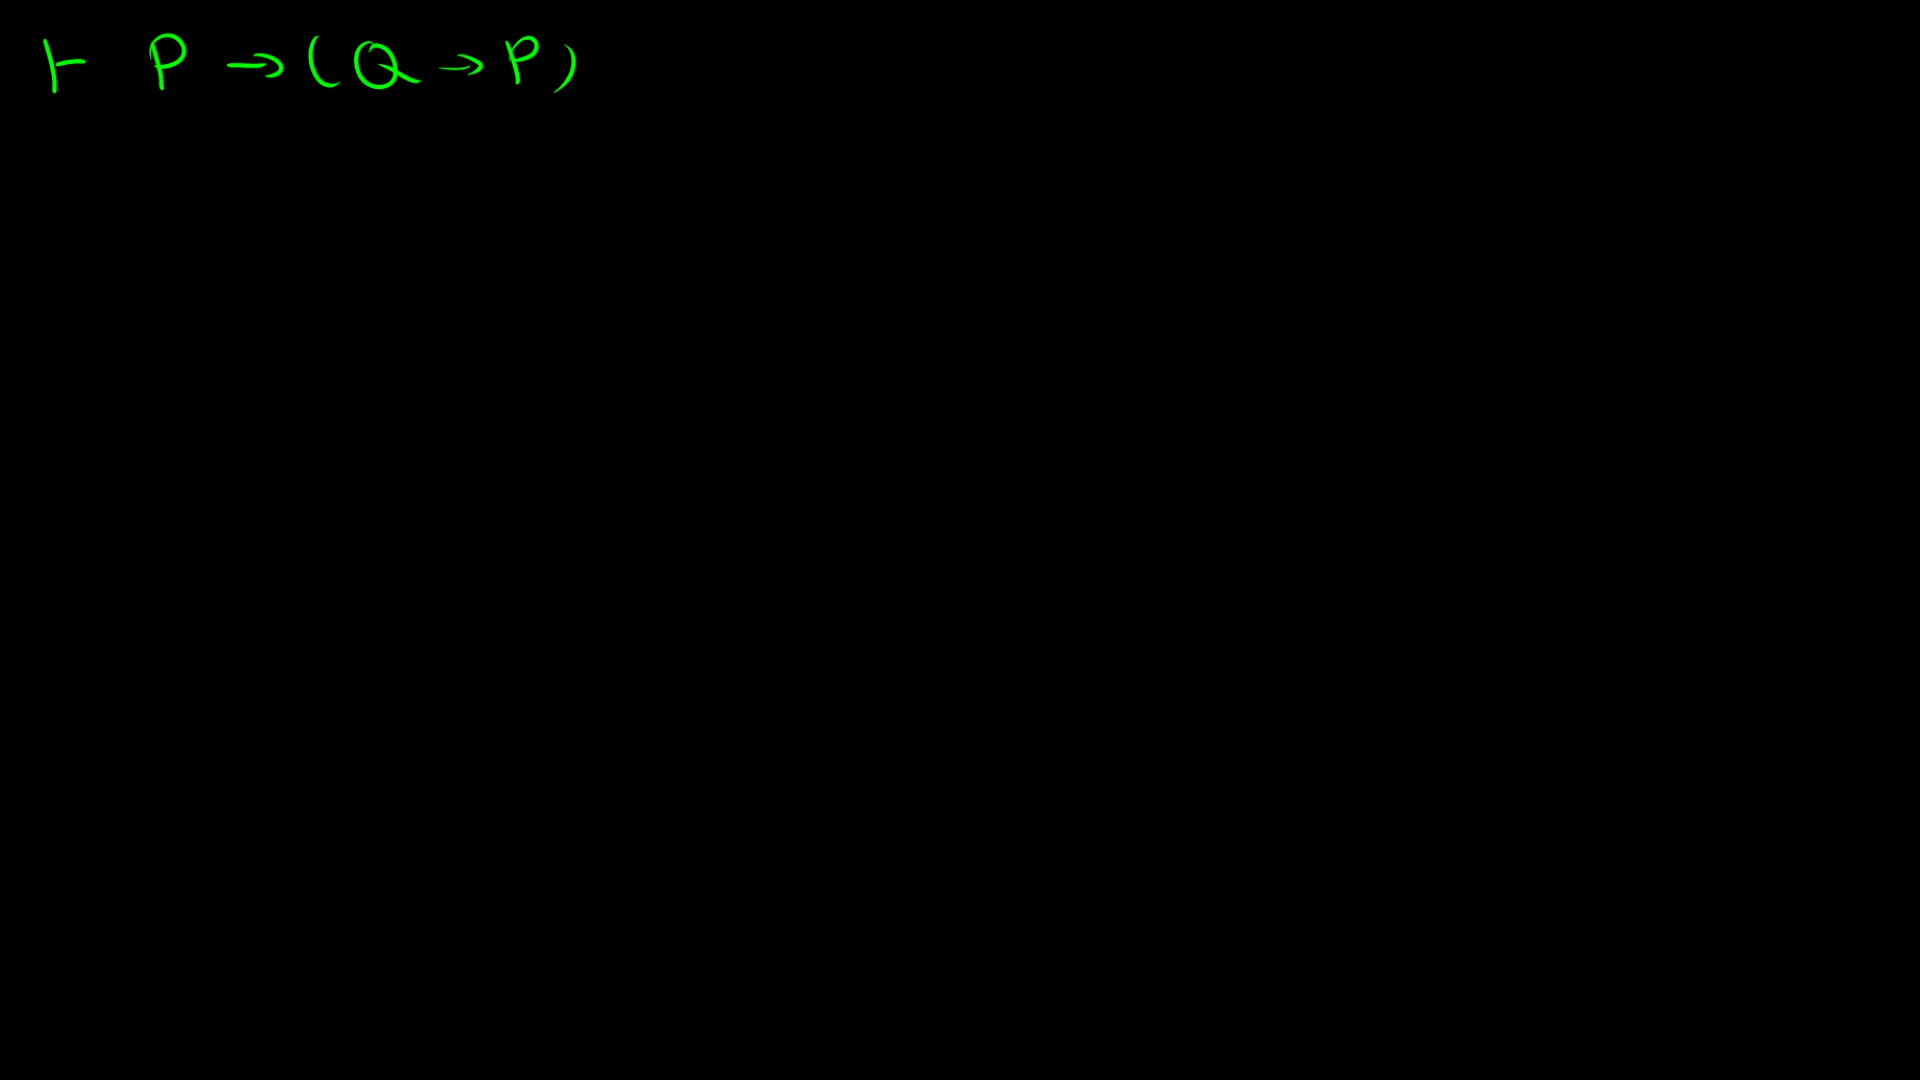 ⊢ P → (Q → P)